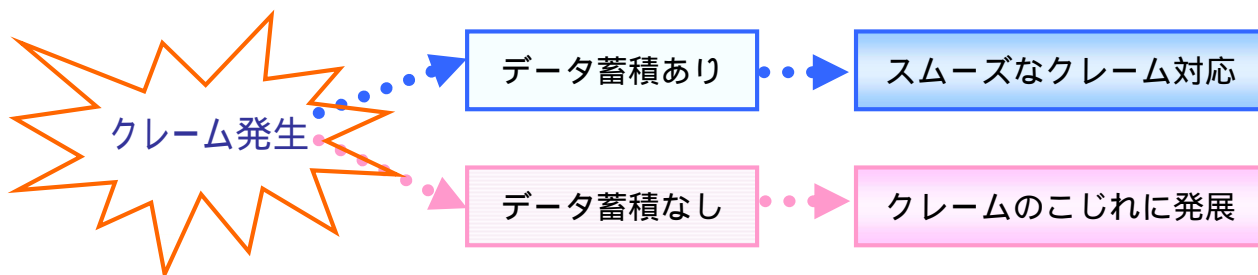 クレーム発生
データ蓄積あり
スムーズなクレーム対応
データ蓄積なし
クレームのこじれに発展